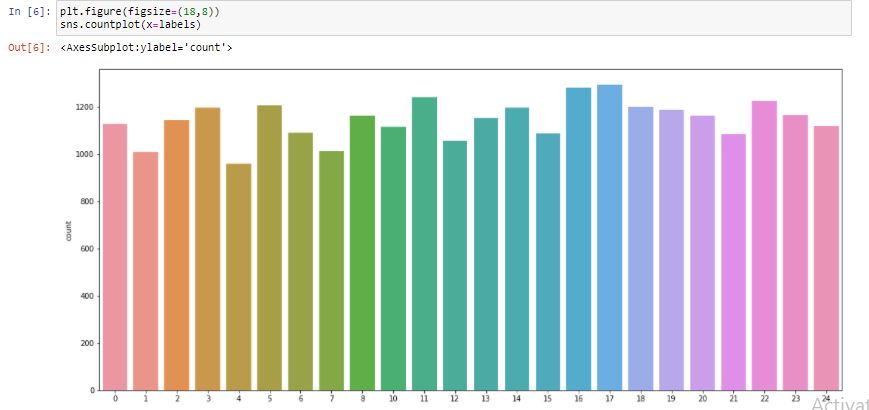 In [6]: plt.figure(figsize=(18,8))
sns.countplot(x=labels)
Out[6]: <AxesSubplot:ylabel='count'>
1200
1000
800
600
400
200
0
count
0 1 2 3 4 5 6 7 8 10 11 12 13 14 15 16 17 18 19 20 21 22 23 24
Activat